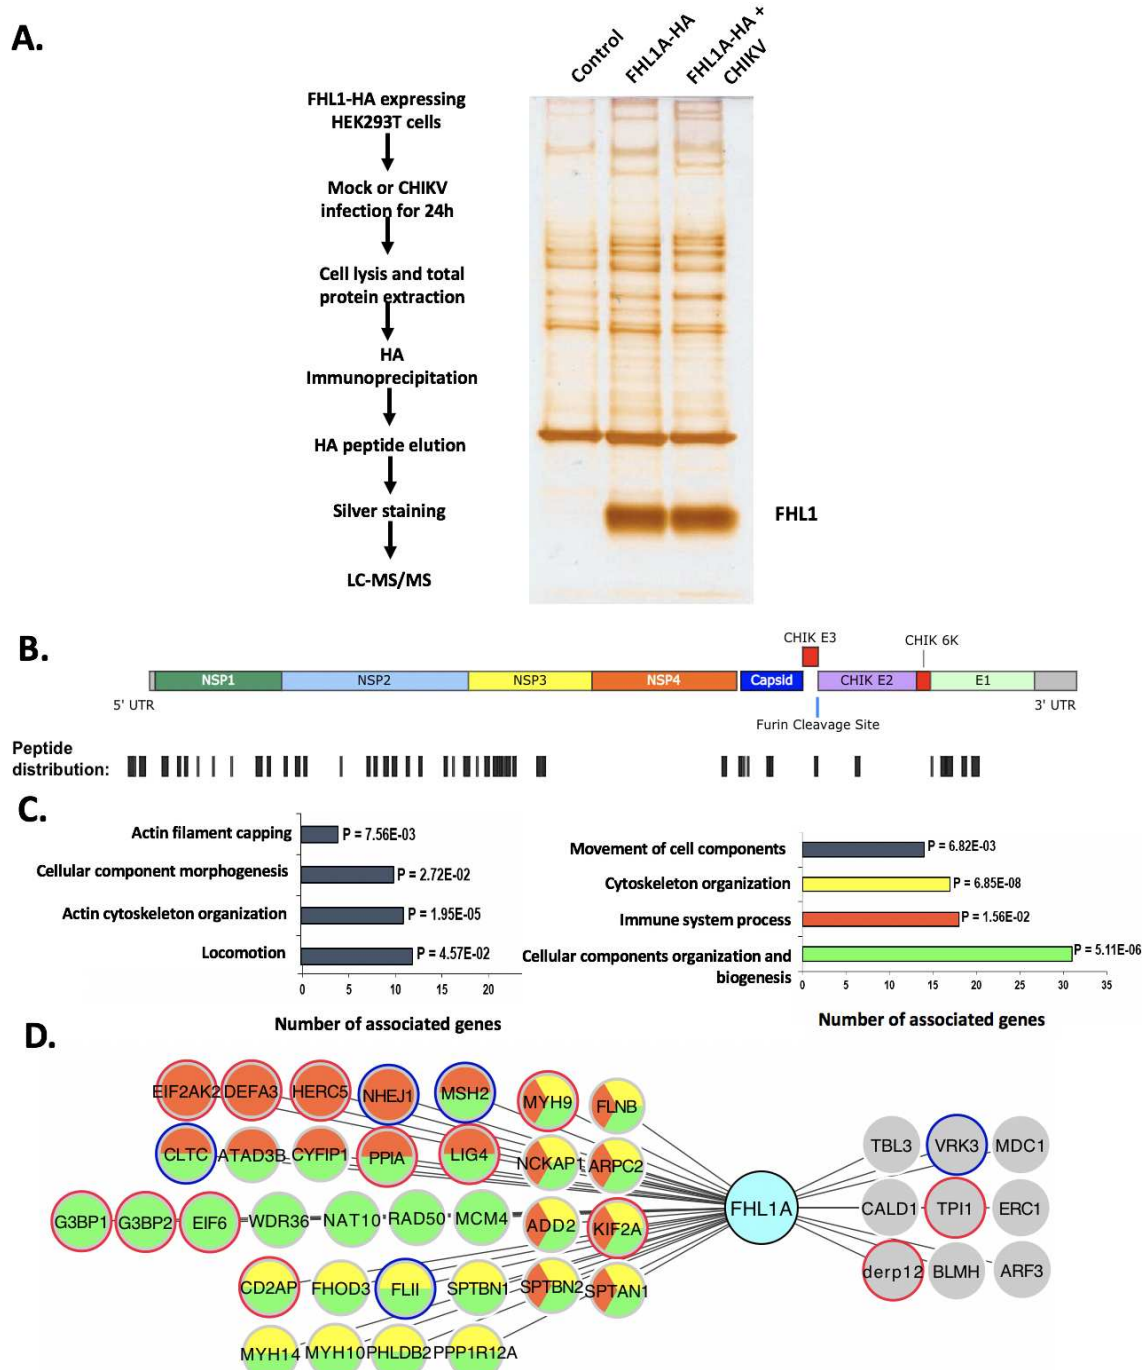 A.
Control
FHL1A-HA
FHL1A-HA +
CHIKV
FHL1-HA expressing
HEK293T cells
Mock or CHIKV
infection for 24h
Cell lysis and total
protein extraction
HA
Immunoprecipitation
HA peptide elution
Silver staining
LC-MS/MS
FHL1
B.
CHIK E3
CHIK 6K
NSP1
NSP2
NSP3
NSP4
Capsid
CHIK E2
E1
5' UTR
3' UTR
Furin Cleavage Site
Peptide
distribution:
C.
Actin filament capping
P = 7.56E-03
Cellular component morphogenesis
P = 2.72E-02
Actin cytoskeleton organization
P = 1.95E-05
Locomotion
P = 4.57E-02
0 5 10 15 20
Number of associated genes
Movement of cell components
P = 6.82E-03
Cytoskeleton organization
P = 6.85E-08
Immune system process
P = 1.56E-02
Cellular components organization and
biogenesis
P = 5.11E-06
0 5 10 15 20 25 30 35
Number of associated genes
D.
EIF2AK2 DEFA3 HERC5 NHEJ1 MSH2 MYH9 FLNB
CLTC ATAD3B CYFIP1 PPIA LIG4 NCKAP1 ARPC2
G3BP1 G3BP2 EIF6 WDR36 NAT10 RAD50 MCM4 ADD2 KIF2A
CD2AP FHOD3 FLII SPTBN1 SPTBN2 SPTAN1
MYH14 MYH10 PHLDB2 PPP1R12A
FHL1A
TBL3 VRK3 MDC1
CALD1 TPI1 ERC1
derp12 BLMH ARF3